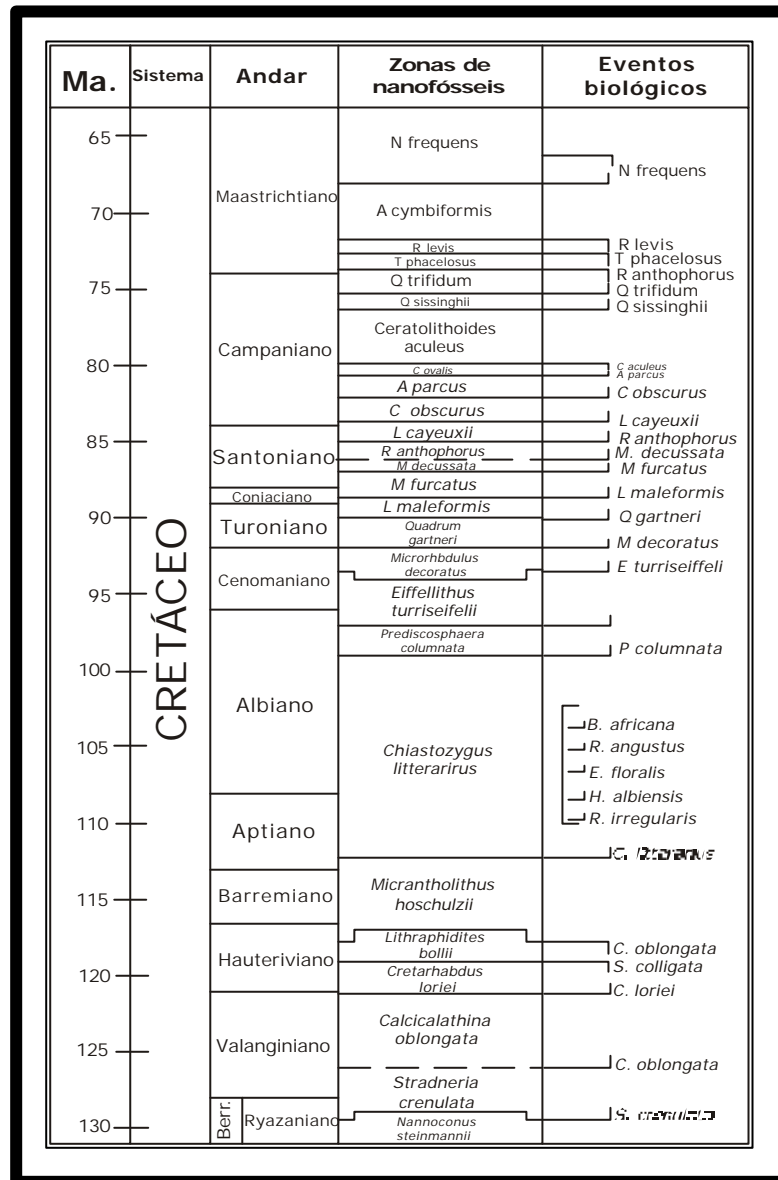 Ma.
Sistema
Andar
Zonas de
nanofósseis
Eventos
biológicos
65
70
75
80
85
90
95
100
105
110
115
120
125
130
CRETÁCEO
Maastrichtiano
Campaniano
Santoniano
Coniaciano
Turoniano
Cenomaniano
Albiano
Aptiano
Barremiano
Hauteriviano
Valanginiano
Berr.
Ryazaniano
N frequens
A cymbiformis
R levis
T phacelosus
Q trifidum
Q sissinghii
Ceratolithoides
aculeus
C ovalis
A parcus
C obscurus
L cayeuxii
R anthophorus
M decussata
M furcatus
L maleformis
Quadrum
gartneri
Microrhbdulus
decoratus
Eiffellithus
turriseifelii
Prediscosphaera
columnata
Chiastozygus
litterarirus
Micrantholithus
hoschulzii
Lithraphidites
bollii
Cretarhabdus
loriei
Calcicalathina
oblongata
Stradneria
crenulata
Nannoconus
steinmannii
N frequens
R levis
T phacelosus
R anthophorus
Q trifidum
Q sissinghii
C aculeus
A parcus
C obscurus
L cayeuxii
R anthophorus
M. decussata
M furcatus
L maleformis
Q gartneri
M decoratus
E turriseiffeli
P columnata
B. africana
R. angustus
E. floralis
H. albiensis
R. irregularis
C. oblongata
S. colligata
C. loriei
C. oblongata